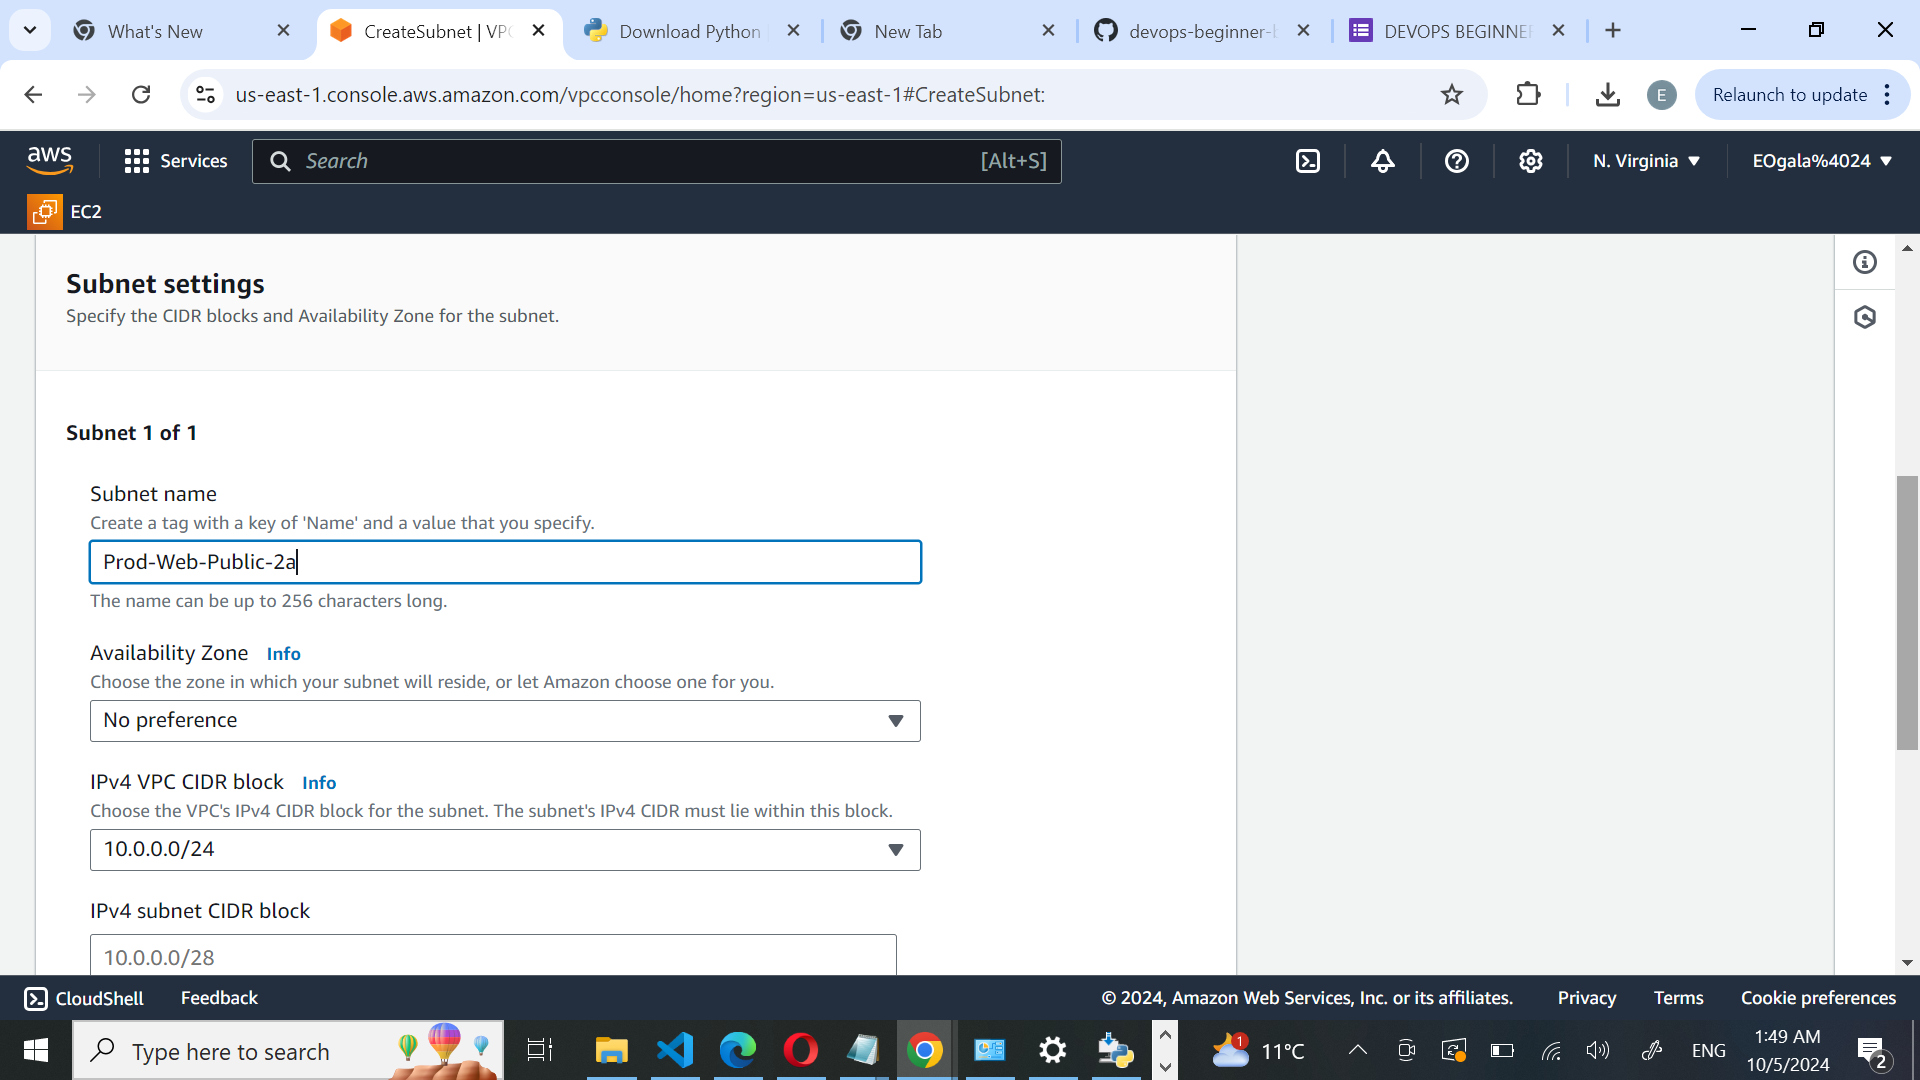 What's New
CreateSubnet | VPC
Download Python
New Tab
devops-beginner-b
DEVOPS BEGINNER
us-east-1.console.aws.amazon.com/vpcconsole/home?region=us-east-1#CreateSubnet:
E
Relaunch to update
aws
Services
Search
[Alt+S]
N. Virginia
EOgala%4024
EC2
Subnet settings
Specify the CIDR blocks and Availability Zone for the subnet.
Subnet 1 of 1
Subnet name
Create a tag with a key of 'Name' and a value that you specify.
Prod-Web-Public-2a
The name can be up to 256 characters long.
Availability Zone Info
Choose the zone in which your subnet will reside, or let Amazon choose one for you.
No preference
IPv4 VPC CIDR block Info
Choose the VPC's IPv4 CIDR block for the subnet. The subnet's IPv4 CIDR must lie within this block.
10.0.0.0/24
IPv4 subnet CIDR block
10.0.0.0/28
CloudShell
Feedback
© 2024, Amazon Web Services, Inc. or its affiliates.
Privacy
Terms
Cookie preferences
Type here to search
1
11°C
ENG
1:49 AM
10/5/2024
2